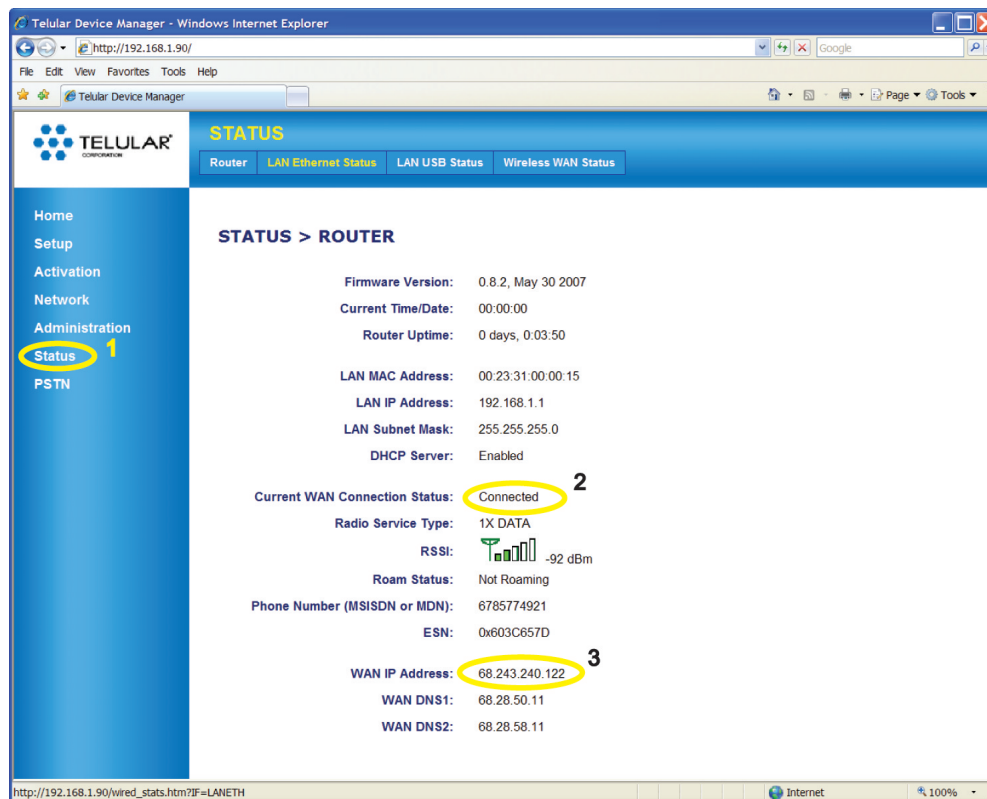 Telular Device Manager - Windows Internet Explorer
http://192.168.1.90/
Google
File Edit View Favorites Tools Help
Telular Device Manager
Page Tools
TELULAR
CORPORATION
STATUS
Router LAN Ethernet Status LAN USB Status Wireless WAN Status
Home
Setup
Activation
Network
Administration
Status 1
PSTN
STATUS > ROUTER
Firmware Version: 0.8.2, May 30 2007
Current Time/Date: 00:00:00
Router Uptime: 0 days, 0:03:50
LAN MAC Address: 00:23:31:00:00:15
LAN IP Address: 192.168.1.1
LAN Subnet Mask: 255.255.255.0
DHCP Server: Enabled
Current WAN Connection Status: Connected 2
Radio Service Type: 1X DATA
RSSI: -92 dBm
Roam Status: Not Roaming
Phone Number (MSISDN or MDN): 6785774921
ESN: 0x603C657D
WAN IP Address: 68.243.240.122 3
WAN DNS1: 68.28.50.11
WAN DNS2: 68.28.58.11
http://192.168.1.90/wired_stats.htm?IF=LANETH
Internet 100%